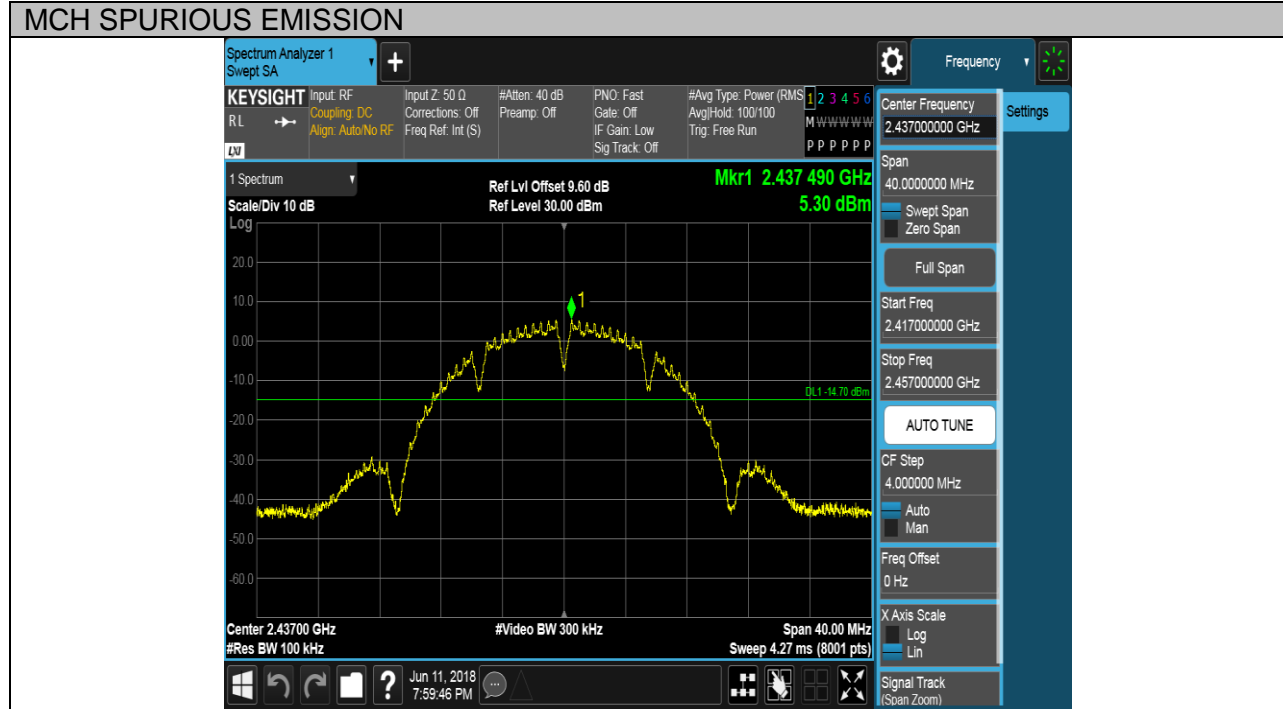 MCH SPURIOUS EMISSION
Spectrum Analyzer 1
Swept SA
+
Frequency
KEYSIGHT
RL
LXI
Input: RF
Coupling: DC
Align: Auto/No RF
Input Z: 50 Ω
Corrections: Off
Freq Ref: Int (S)
#Atten: 40 dB
Preamp: Off
PNO: Fast
Gate: Off
IF Gain: Low
Sig Track: Off
#Avg Type: Power (RMS
Avg|Hold: 100/100
Trig: Free Run
1 2 3 4 5 6
M W W W W W
P P P P P P
1 Spectrum
Scale/Div 10 dB
Ref Lvl Offset 9.60 dB
Ref Level 30.00 dBm
Mkr1 2.437 490 GHz
5.30 dBm
Log
20.0
10.0
0.00
-10.0
-20.0
-30.0
-40.0
-50.0
-60.0
1
DL1 -14.70 dBm
Center 2.43700 GHz
#Res BW 100 kHz
#Video BW 300 kHz
Span 40.00 MHz
Sweep 4.27 ms (8001 pts)
?
Jun 11, 2018
7:59:46 PM
Center Frequency
2.437000000 GHz
Span
40.0000000 MHz
Swept Span
Zero Span
Full Span
Start Freq
2.417000000 GHz
Stop Freq
2.457000000 GHz
AUTO TUNE
CF Step
4.000000 MHz
Auto
Man
Freq Offset
0 Hz
X Axis Scale
Log
Lin
Signal Track
(Span Zoom)
Settings